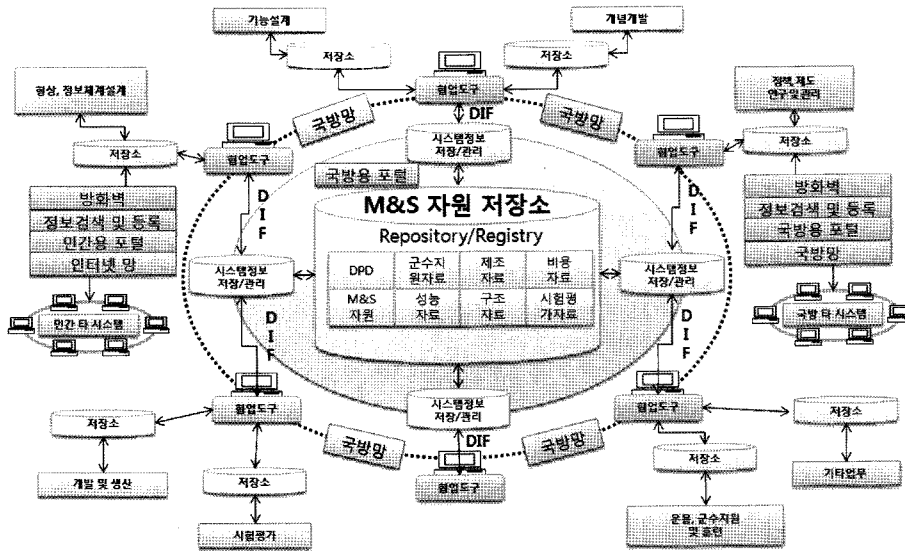 기능설계
개념개발
저장소
저장소
형상, 정보체계설계
협업도구
정책, 제도
연구및관리
DIF
국방망
국방망
시스템정보
저장/관리
저장소
협업도구
협업도구
저장소
국방용 포털
DIF
DIF
방화벽
정보검색 및 등록
민간용 포털
인터넷 망
M&S 자원 저장소
Repository/Registry
방화벽
정보검색 및 등록
국방용 포털
국방망
DPD
군수지
원자료
제조
자료
비용
자료
M&S
자원
성능
자료
구조
자료
시험평
가자료
시스템정보
저장/관리
시스템정보
저장/관리
민간 타 시스템
국방 타 시스템
DIF
DIF
협업도구
시스템정보
저장/관리
협업도구
저장소
저장소
국방망
DIF
국방망
개발 및 생산
저장소
협업도구
저장소
기타업무
시험평가
운용, 군수지원
및 훈련